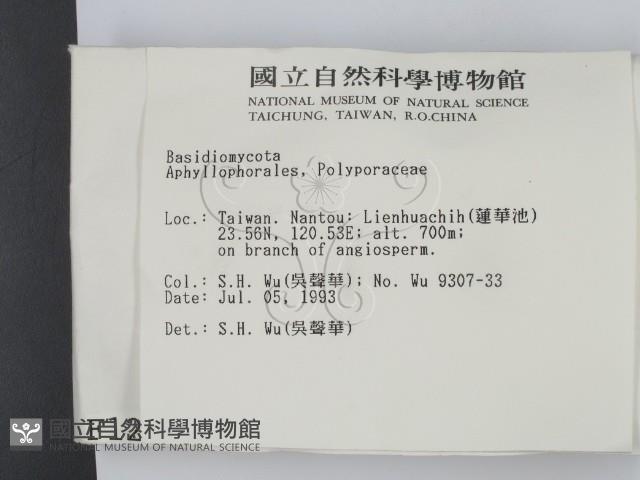 國立自然科學博物館
NATIONAL MUSEUM OF NATURAL SCIENCE
TAICHUNG, TAIWAN, R.O.CHINA
Basidiomycota
Aphyllophorales, Polyporaceae
Loc.: Taiwan. Nantou: Lienhuachih(蓮華池)
23.56N, 120.53E; alt. 700m;
on branch of angiosperm.
Col.: S.H. Wu(吳聲華); No. Wu 9307-33
Date: Jul. 05, 1993
Det.: S.H. Wu(吳聲華)
國立自然科學博物館
NATIONAL MUSEUM OF NATURAL SCIENCE